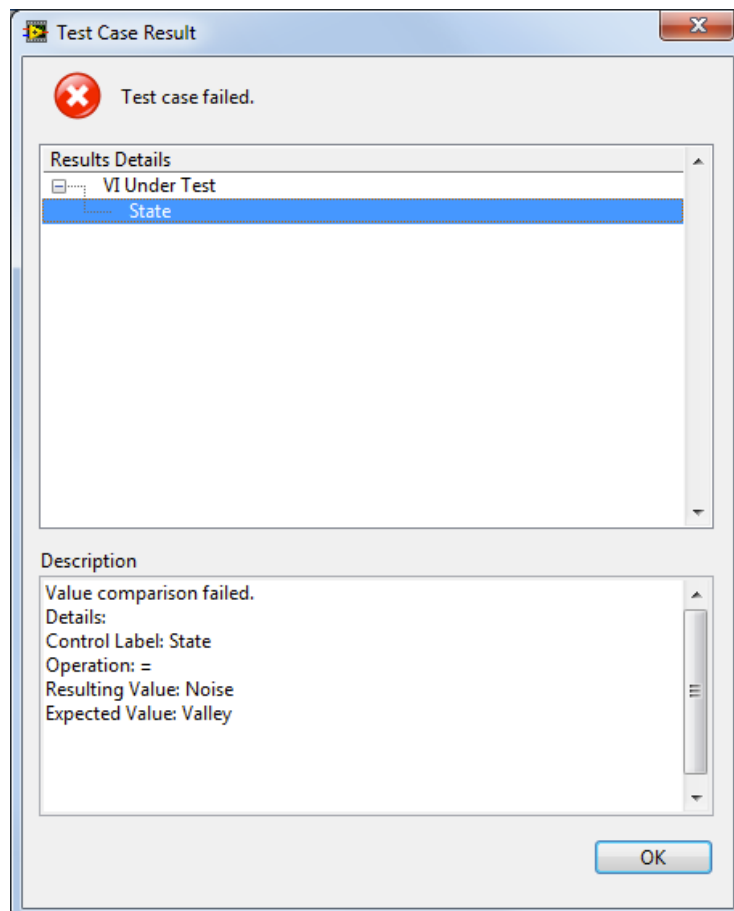 Test Case Result
Test case failed.
Results Details
VI Under Test
State
Description
Value comparison failed.
Details:
Control Label: State
Operation: =
Resulting Value: Noise
Expected Value: Valley
OK